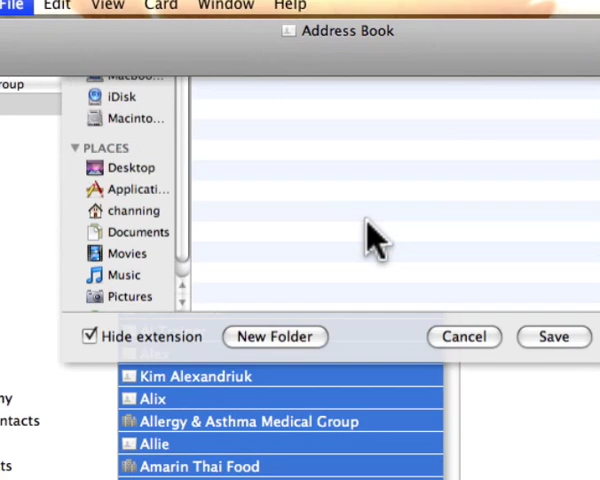 File Edit View Card Window Help
Address Book
roup
MacBoo...
iDisk
Macinto...
PLACES
Desktop
Applicati...
channing
Documents
Movies
Music
Pictures
Hide extension New Folder Cancel Save
Alex
Kim Alexandriuk
Alix
ny
Allergy & Asthma Medical Group
ntacts
Allie
Amarin Thai Food
ts